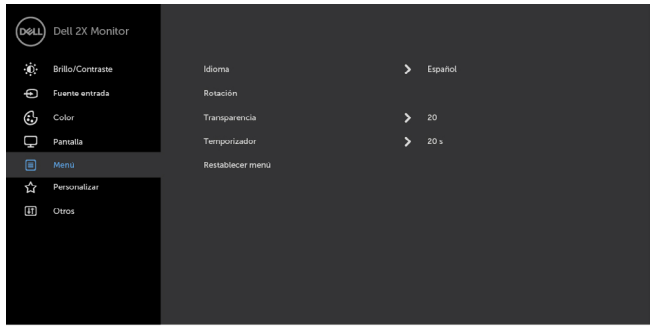 DELL Dell 2X Monitor
Brillo/Contraste Idioma Español
Fuente entrada Rotación
Color Transparencia 20
Pantalla Temporizador 20 s
Menú Restablecer menú
Personalizar
Otros